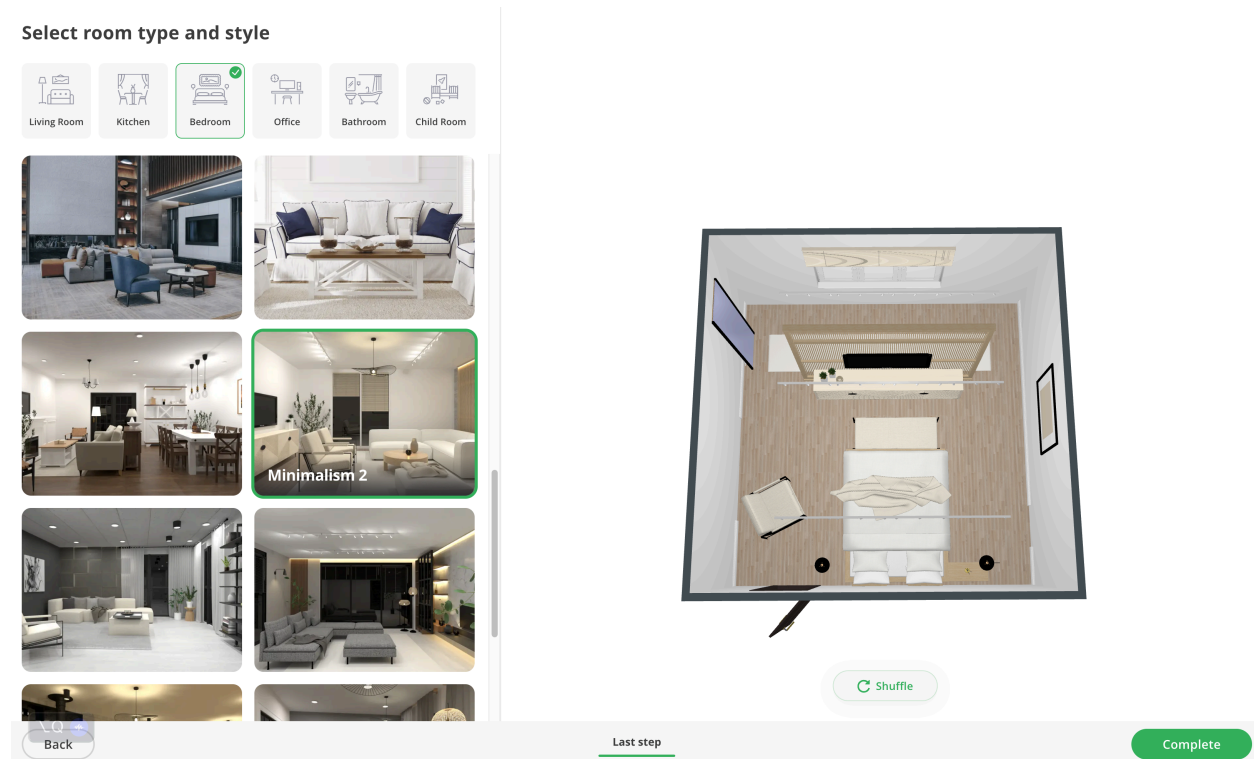 Select room type and style
Living Room
Kitchen
Bedroom
Office
Bathroom
Child Room
Minimalism 2
Shuffle
Back
Last step
Complete